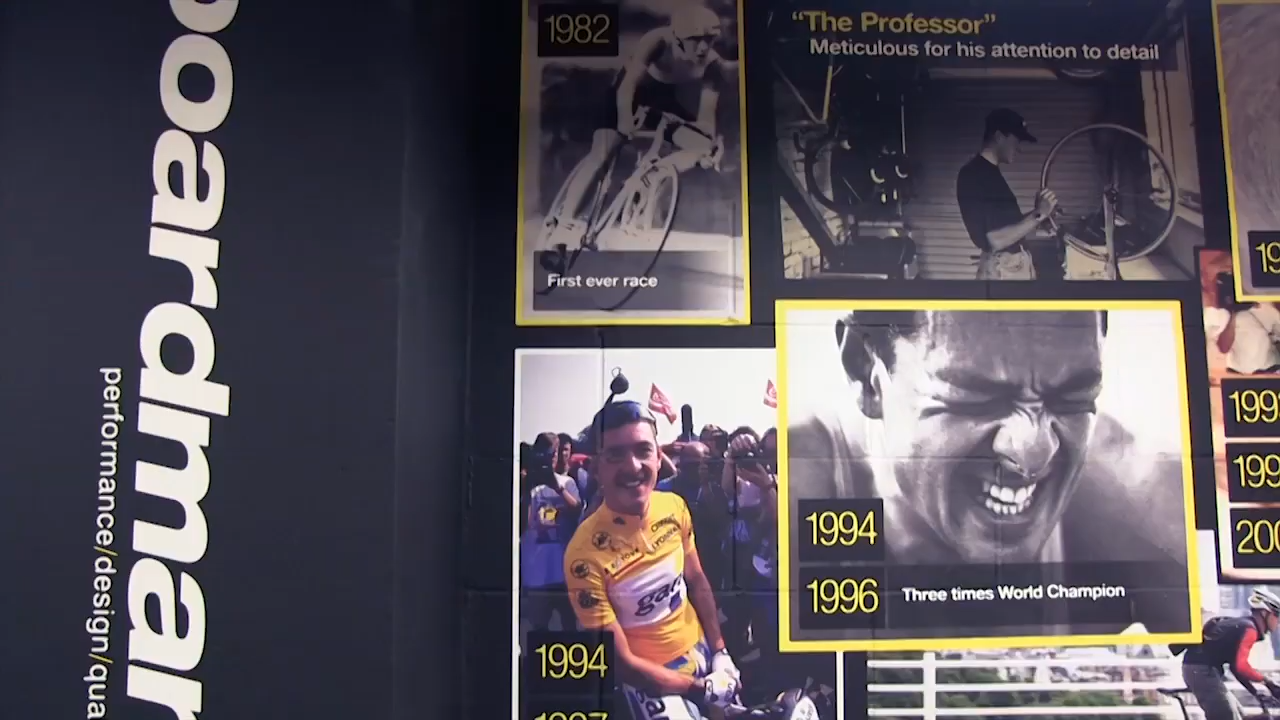 boardman
performance/design/qua
1982
First ever race
"The Professor"
Meticulous for his attention to detail
1994
1994
1996
Three times World Champion